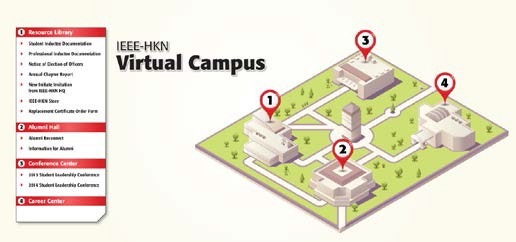 1 Resource Library
Student Inductee Documentation
Professional Inductee Documentation
Notice of Election of Officers
Annual Chapter Report
New Initiate Invitation
from IEEE-HKN HQ
IEEE-HKN Store
Replacement Certificate Order Form
2 Alumni Hall
Alumni Reconnect
Information for Alumni
3 Conference Center
Student Leadership Conference
2014 Student Leadership Conference
4 Career Center
IEEE-HKN
Virtual Campus
3
4
1
2